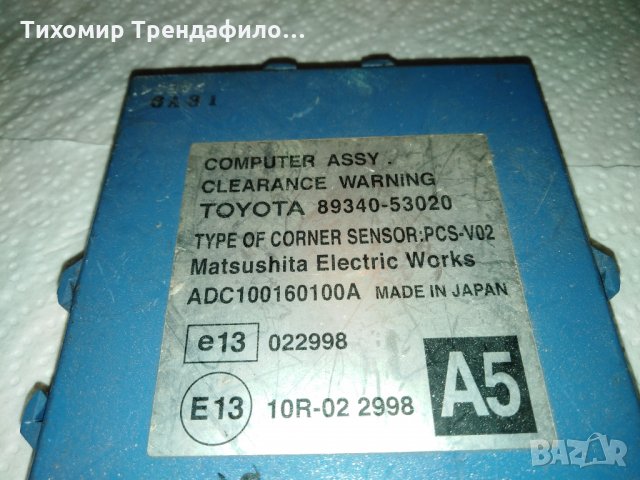 Тихомир Трендафило...
3A31
COMPUTER ASSY.
CLEARANCE WARNING
TOYOTA 89340-53020
TYPE OF CORNER SENSOR:PCS-V02
Matsushita Electric Works
ADC100160100A MADE IN JAPAN
e13 022998
A5
E13 10R-02 2998
BAZAR